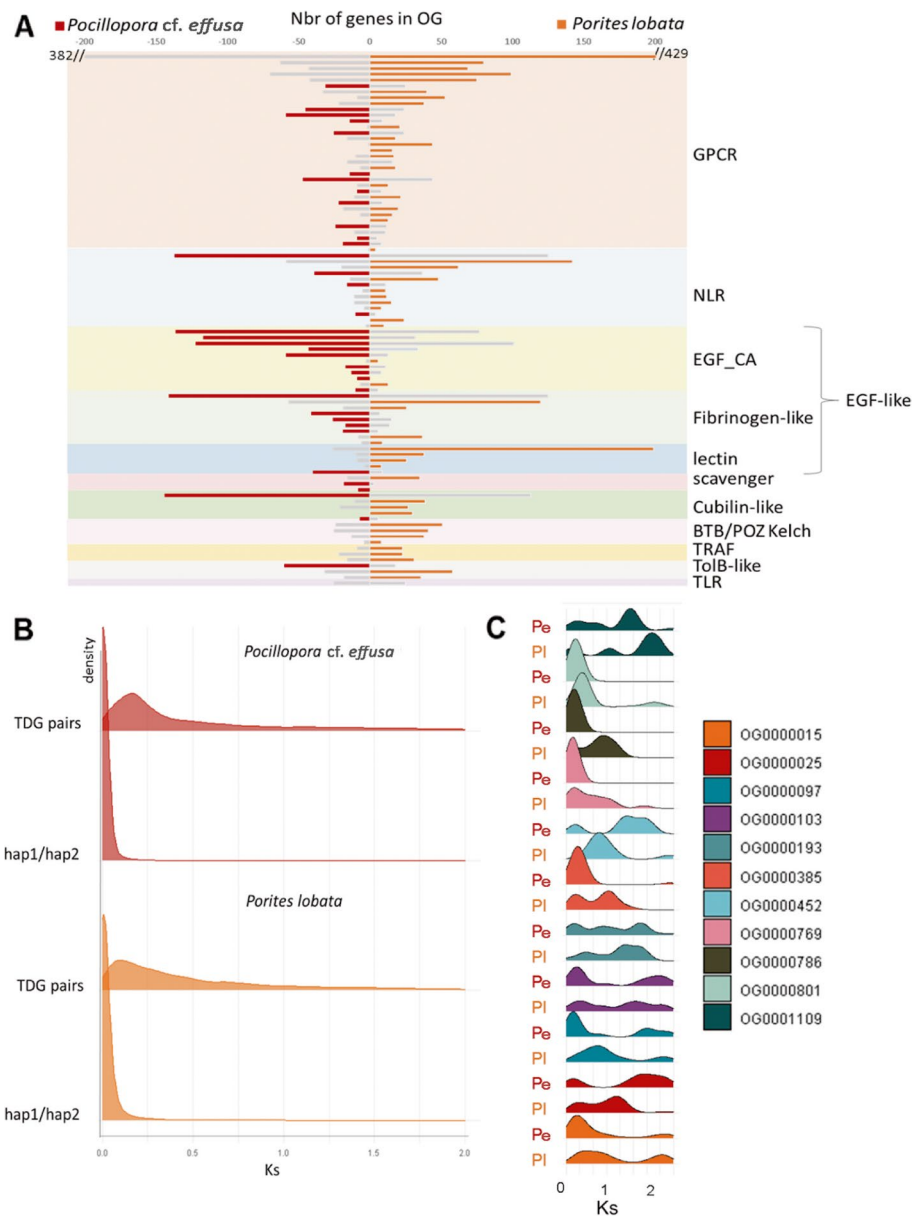 A
Nbr of genes in OG
Pocillopora cf. effusa
Porites lobata
-200 -150 -100 -50 0 50 100 150 200
382// //429
GPCR
NLR
EGF_CA
EGF-like
Fibrinogen-like
lectin
scavenger
Cubilin-like
BTB/POZ Kelch
TRAF
TolB-like
TLR
B
density
Pocillopora cf. effusa
TDG pairs
hap1/hap2
Porites lobata
TDG pairs
hap1/hap2
0.0 0.5 1.0 1.5 2.0
Ks
C
Pe
Pl
Pe
Pl
Pe
Pl
Pe
Pl
Pe
Pl
Pe
Pl
Pe
Pl
Pe
Pl
Pe
Pl
Pe
Pl
Pe
Pl
0 1 2
Ks
OG0000015
OG0000025
OG0000097
OG0000103
OG0000193
OG0000385
OG0000452
OG0000769
OG0000786
OG0000801
OG0001109